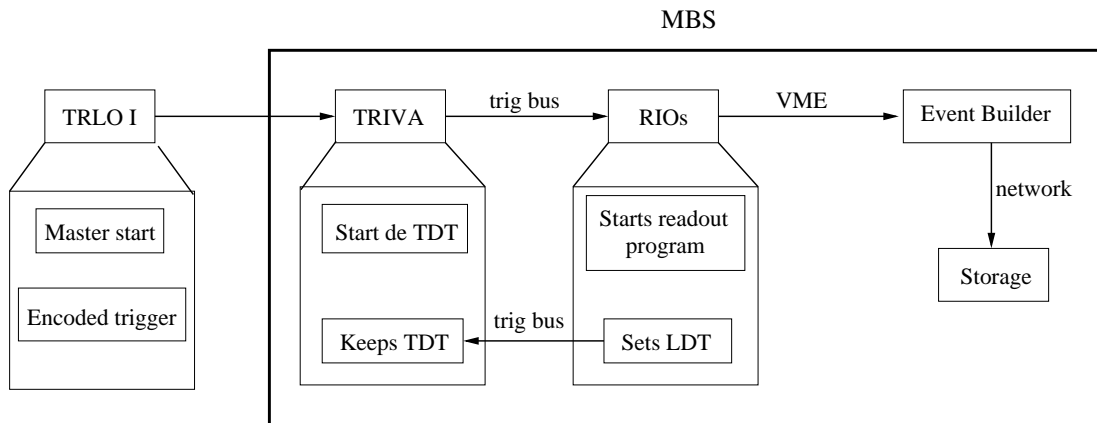 MBS
TRLO I
TRIVA
trig bus
RIOs
VME
Event Builder
network
Storage
Master start
Encoded trigger
Start de TDT
Keeps TDT
trig bus
Starts readout
program
Sets LDT